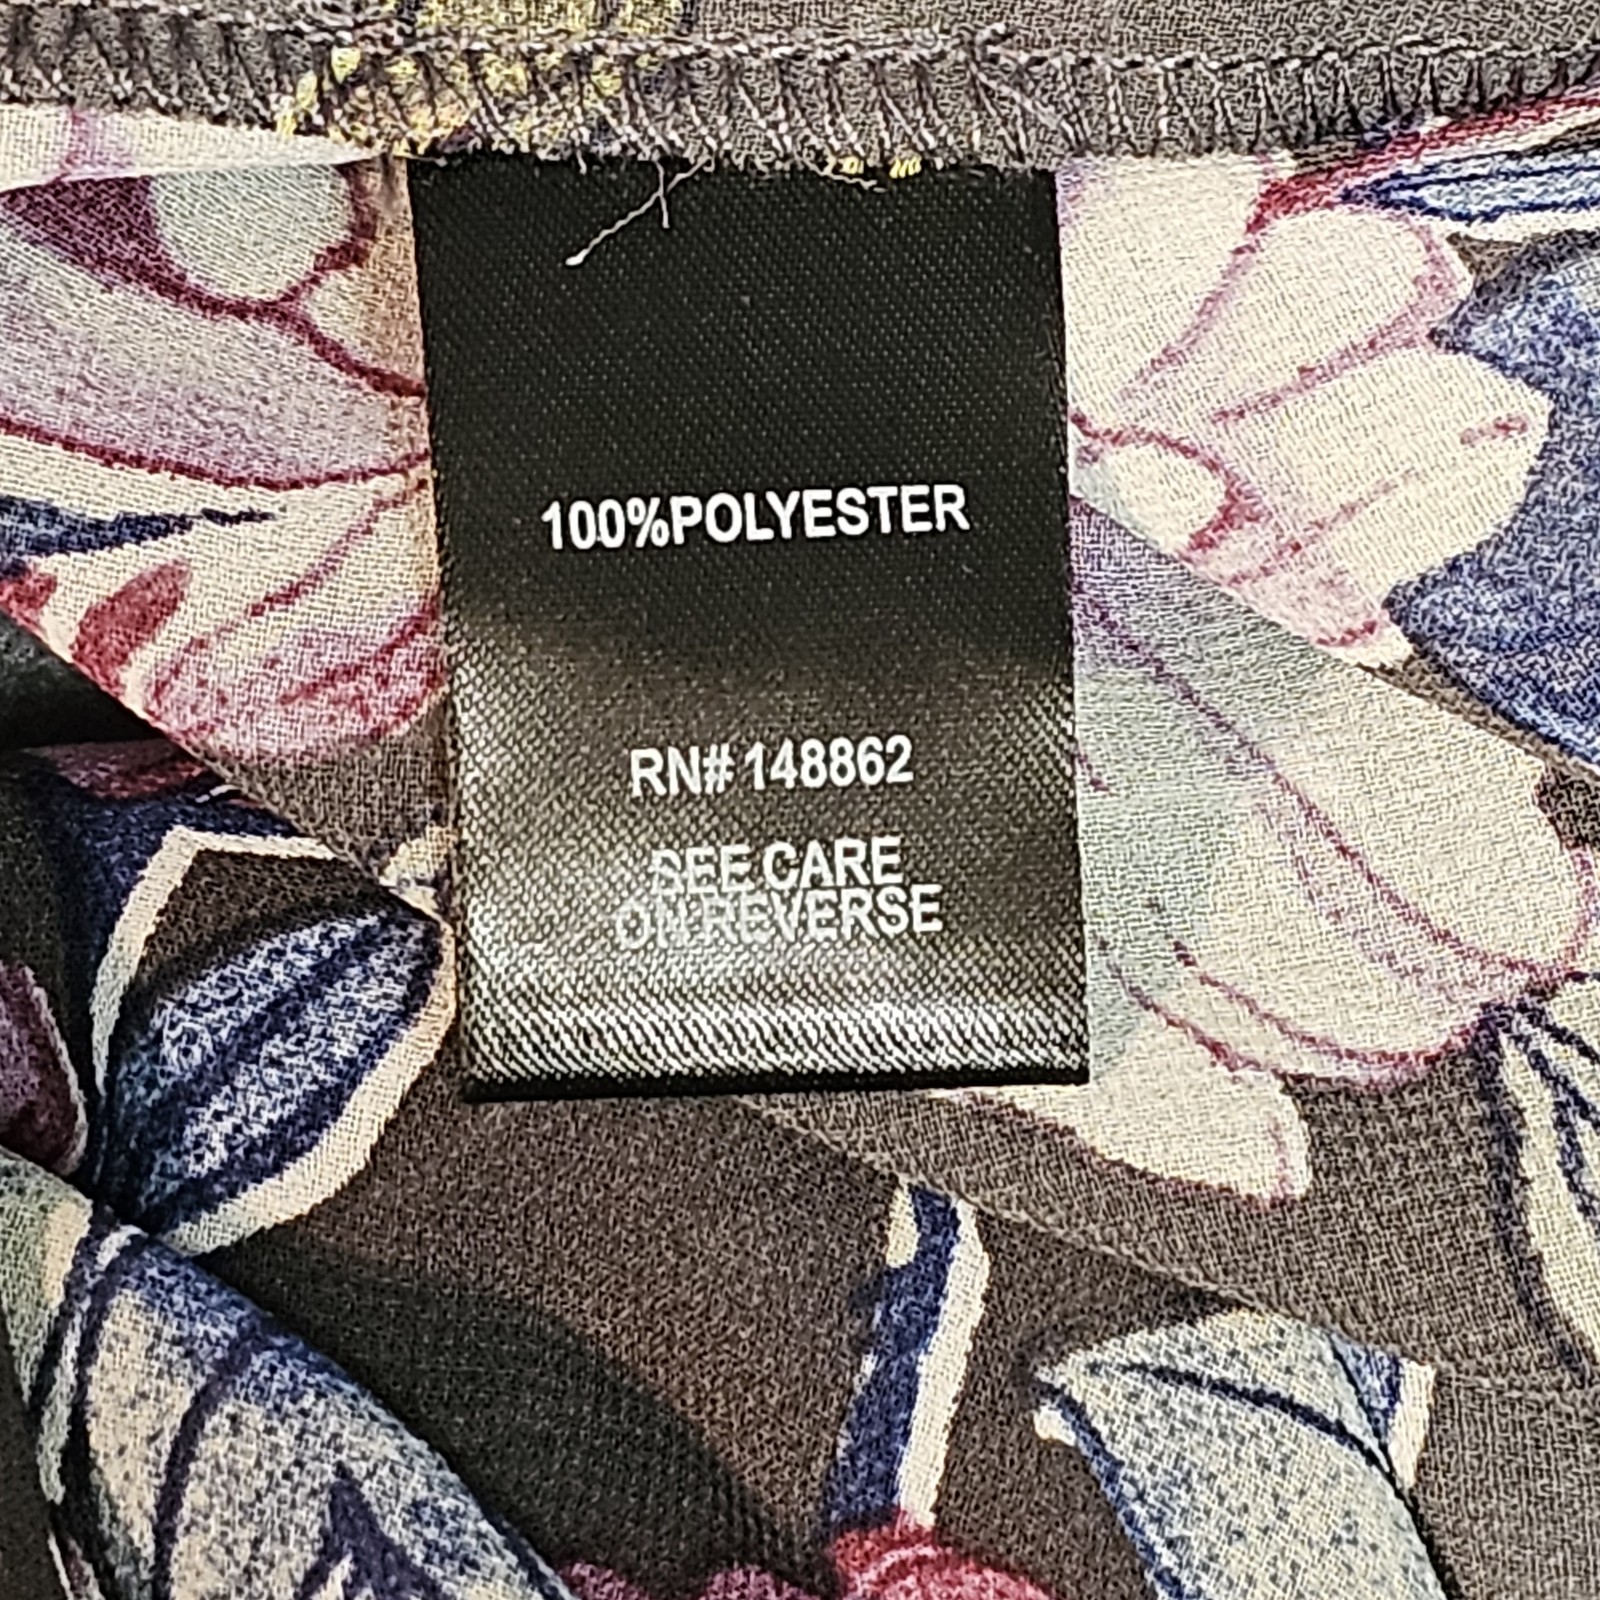 100%POLYESTER
RN# 148862
SEE CARE
ON REVERSE